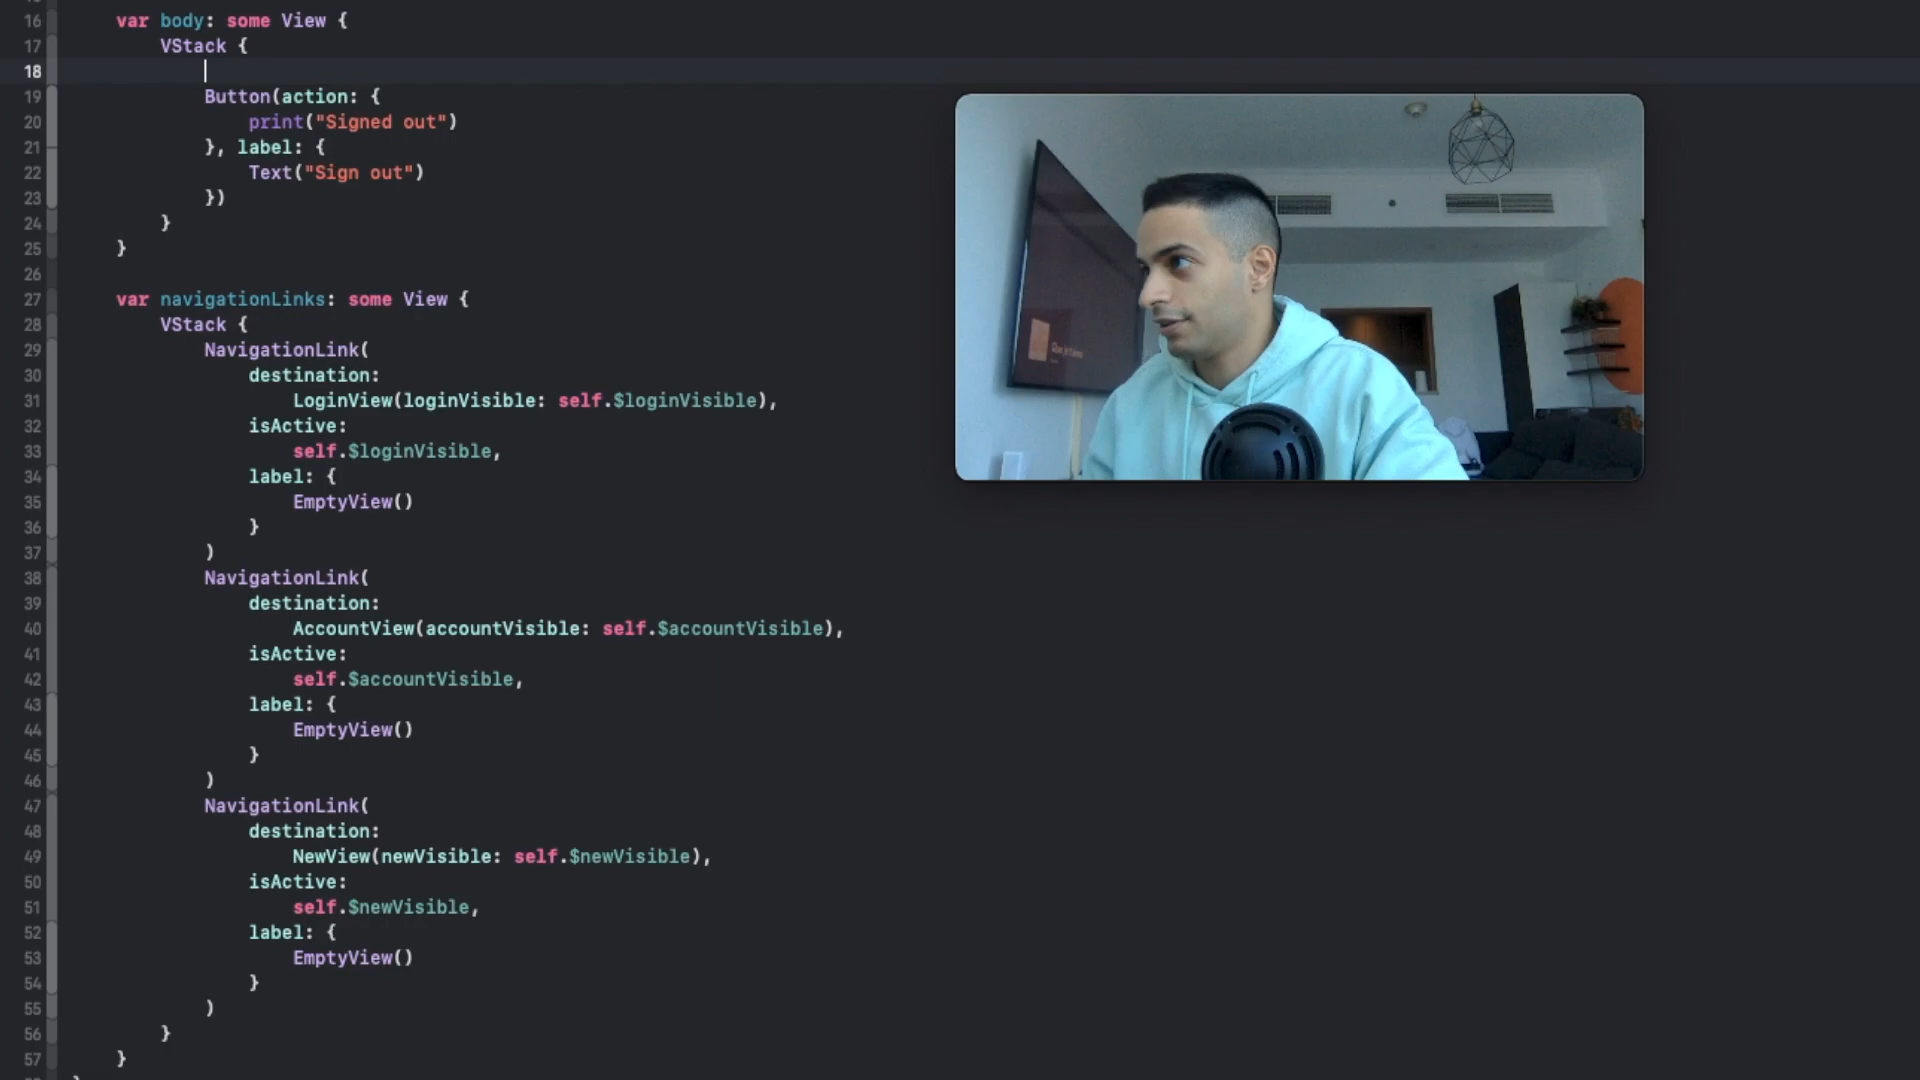 16 var body: some View {
17 VStack {
18
19 Button(action: {
20 print("Signed out")
21 }, label: {
22 Text("Sign out")
23 })
24 }
25 }
26
27 var navigationLinks: some View {
28 VStack {
29 NavigationLink(
30 destination:
31 LoginView(loginVisible: self.$loginVisible),
32 isActive:
33 self.$loginVisible,
34 label: {
35 EmptyView()
36 }
37 )
38 NavigationLink(
39 destination:
40 AccountView(accountVisible: self.$accountVisible),
41 isActive:
42 self.$accountVisible,
43 label: {
44 EmptyView()
45 }
46 )
47 NavigationLink(
48 destination:
49 NewView(newVisible: self.$newVisible),
50 isActive:
51 self.$newVisible,
52 label: {
53 EmptyView()
54 }
55 )
56 }
57 }